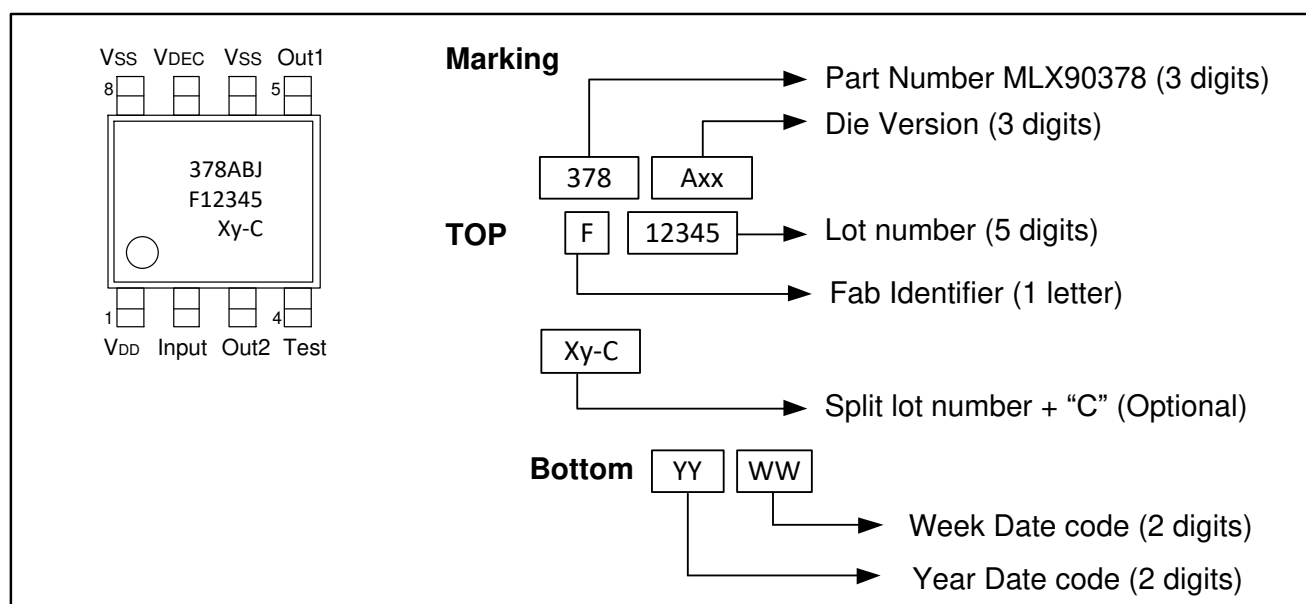 VSS VDEC VSS Out1
8 5
378ABJ
F12345
Xy-C
1 4
VDD Input Out2 Test
Marking
Part Number MLX90378 (3 digits)
Die Version (3 digits)
378 Axx
TOP F 12345 Lot number (5 digits)
Fab Identifier (1 letter)
Xy-C
Split lot number + “C” (Optional)
Bottom YY WW
Week Date code (2 digits)
Year Date code (2 digits)